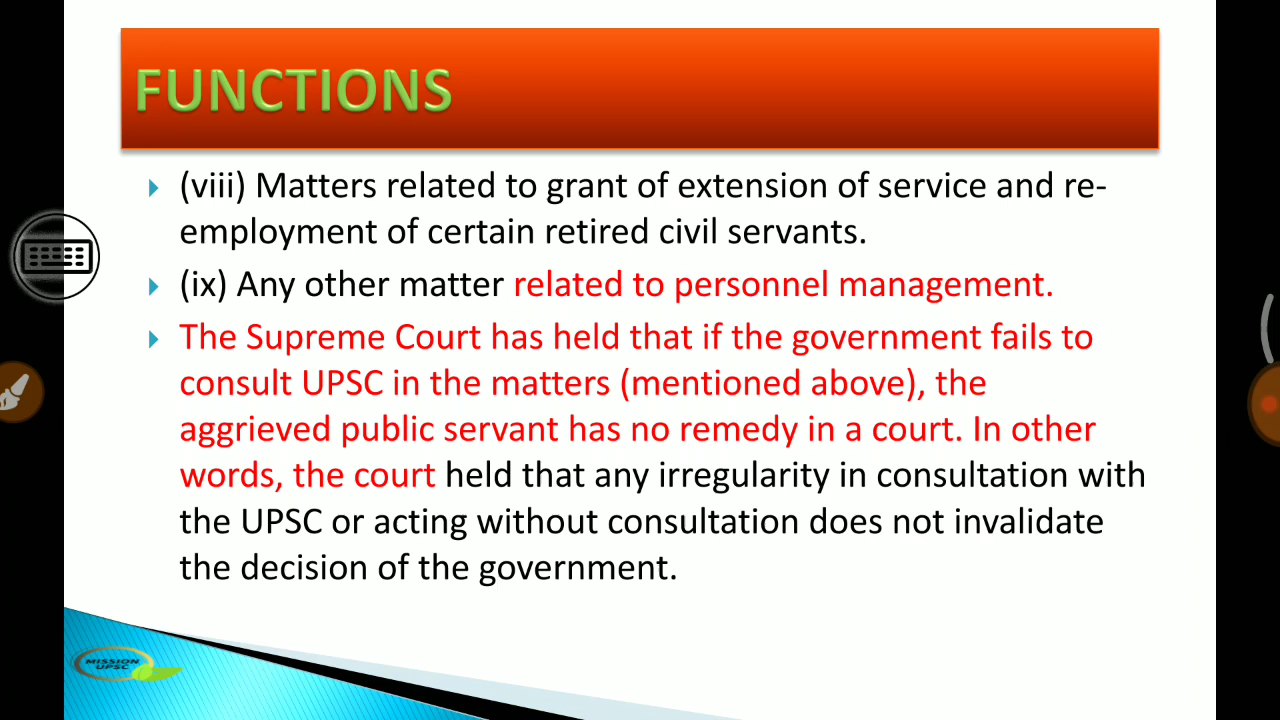 FUNCTIONS
(viii) Matters related to grant of extension of service and re-
employment of certain retired civil servants.
(ix) Any other matter related to personnel management.
The Supreme Court has held that if the government fails to
consult UPSC in the matters (mentioned above), the
aggrieved public servant has no remedy in a court. In other
words, the court held that any irregularity in consultation with
the UPSC or acting without consultation does not invalidate
the decision of the government.
MISSION
UPSC